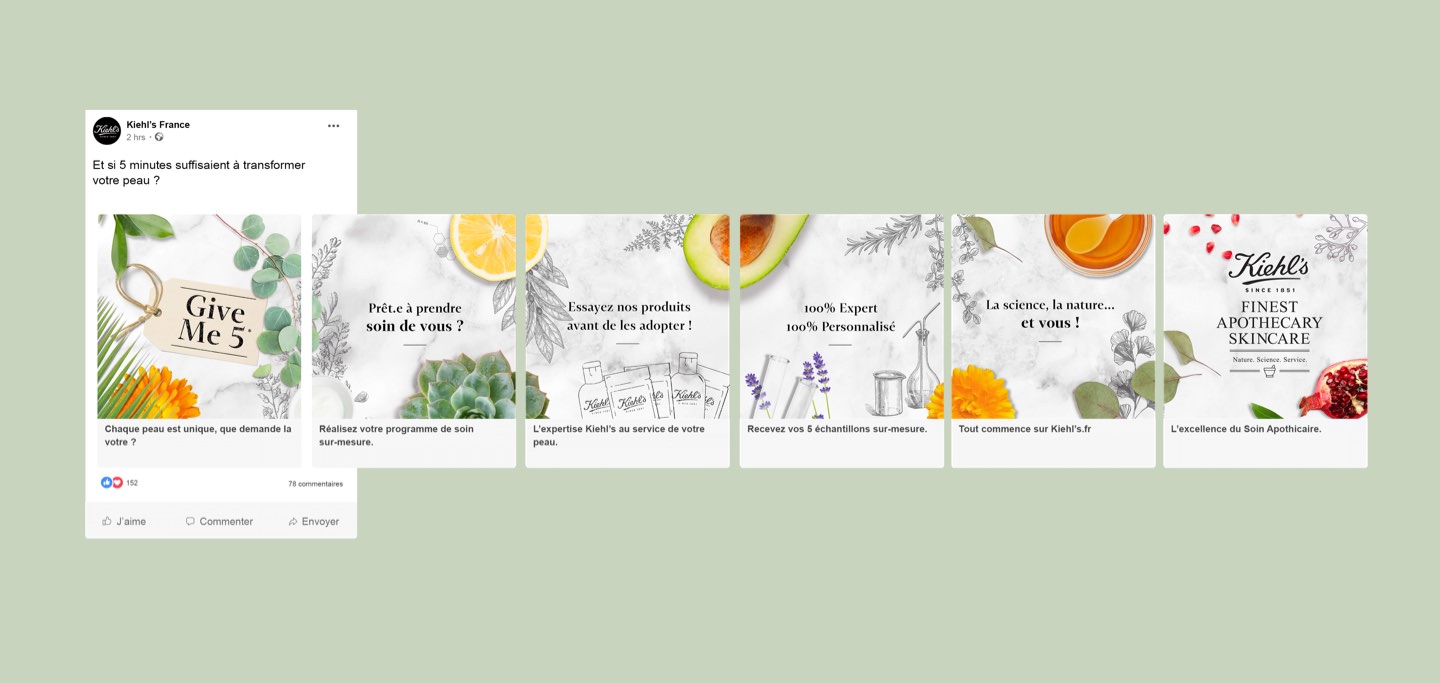 Kiehl's
Kiehl's France
2 hrs
Et si 5 minutes suffisaient à transformer
votre peau ?
Give
Me 5*
Chaque peau est unique, que demande la
votre ?
Prêt.e à prendre
soin de vous ?
Réalisez votre programme de soin
sur-mesure.
Essayez nos produits
avant de les adopter !
Kiehl's
Kiehl's
Kiehl's
L'expertise Kiehl's au service de votre
peau.
100% Expert
100% Personnalisé
Recevez vos 5 échantillons sur-mesure.
La science, la nature...
et vous !
Tout commence sur Kiehl's.fr
Kiehl's
SINCE 1851
FINEST
APOTHECARY
SKINCARE
Nature. Science. Service.
L'excellence du Soin Apothicaire.
152
78 commentaires
J'aime
Commenter
Envoyer